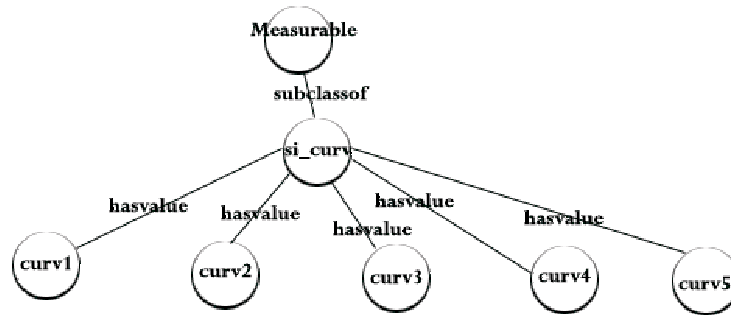 Measurable
subclassof
si_curv
hasvalue
hasvalue
hasvalue
hasvalue
hasvalue
curv1
curv2
curv3
curv4
curv5